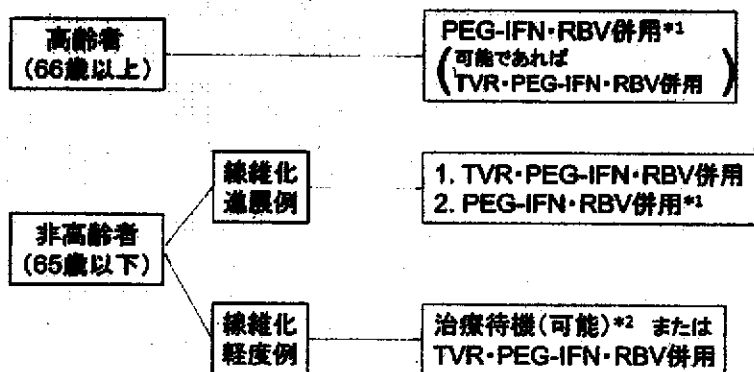 高齢者
(66歳以上)
PEG-IFN・RBV併用*1
(可能であれば
TVR・PEG-IFN・RBV併用)
線維化
進展例
1. TVR・PEG-IFN・RBV併用
2. PEG-IFN・RBV併用*1
非高齢者
(65歳以下)
線維化
軽度例
治療待機(可能)*2 または
TVR・PEG-IFN・RBV併用